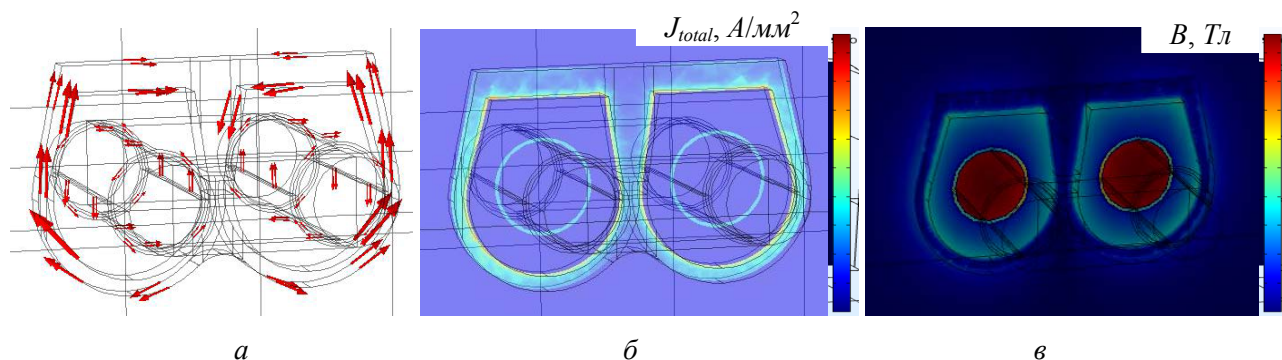 J_total, А/мм²
В, Тл
а
б
в